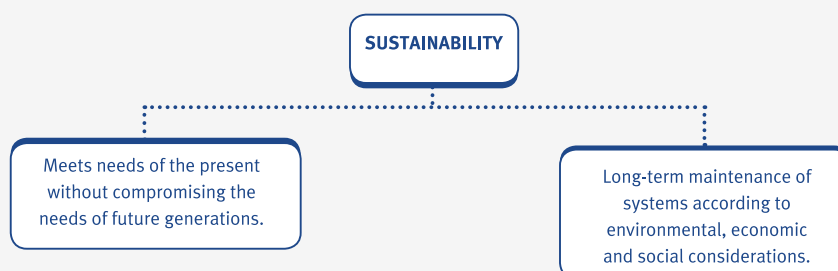 SUSTAINABILITY
Meets needs of the present
without compromising the
needs of future generations.
Long-term maintenance of
systems according to
environmental, economic
and social considerations.